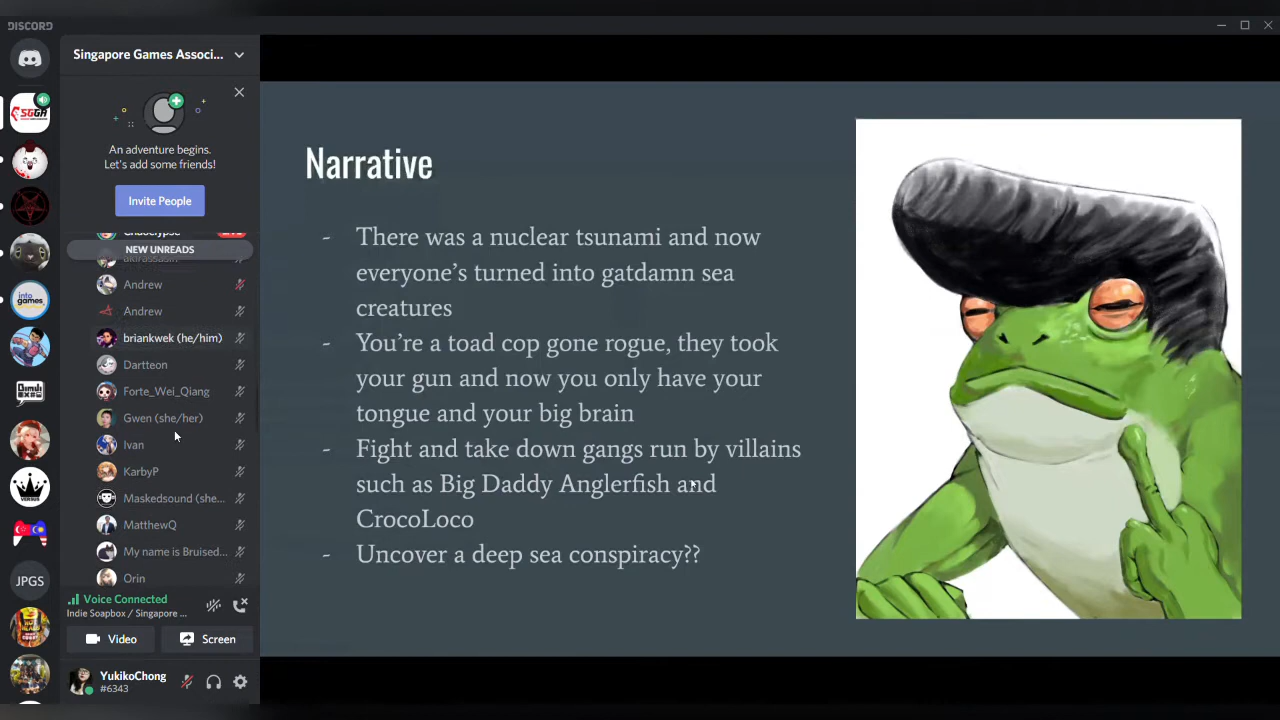 DISCORD
Singapore Games Associ...
SGGA
An adventure begins.
Let's add some friends!
Invite People
NEW UNREADS
Andrew
Andrew
briankwek (he/him)
Dartteon
Forte_Wei_Qiang
Gwen (she/her)
Ivan
KarbyP
Maskedsound (she...
MatthewQ
My name is Bruised...
Orin
into
games
VERSUS
JPGS
Voice Connected
Indie Soapbox / Singapore ...
Video
Screen
YukikoChong
#6343
Narrative
- There was a nuclear tsunami and now
everyone's turned into gatdamn sea
creatures
- You're a toad cop gone rogue, they took
your gun and now you only have your
tongue and your big brain
- Fight and take down gangs run by villains
such as Big Daddy Anglerfish and
CrocoLoco
- Uncover a deep sea conspiracy??